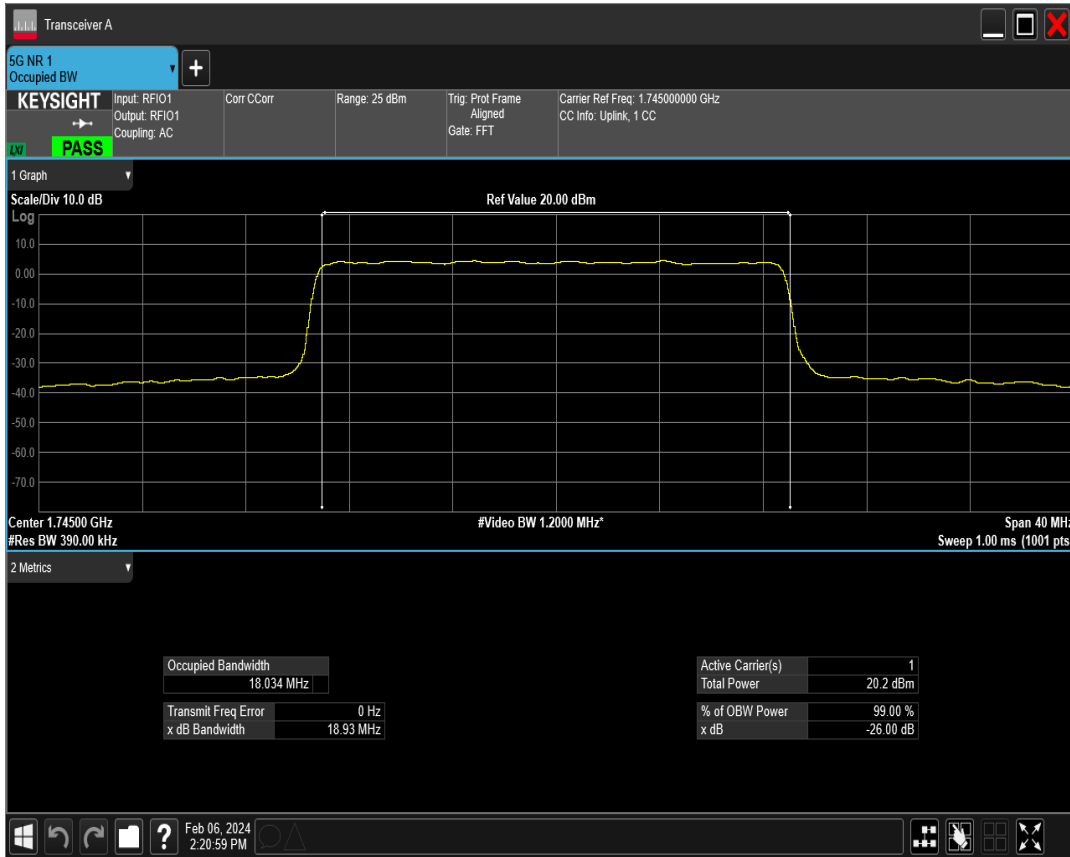 Transceiver A
5G NR 1
Occupied BW
+
KEYSIGHT
LXI
PASS
Input: RFIO1
Output: RFIO1
Coupling: AC
Corr CCorr
Range: 25 dBm
Trig: Prot Frame
Aligned
Gate: FFT
Carrier Ref Freq: 1.745000000 GHz
CC Info: Uplink, 1 CC
1 Graph
Scale/Div 10.0 dB
Ref Value 20.00 dBm
Log
10.0
0.00
-10.0
-20.0
-30.0
-40.0
-50.0
-60.0
-70.0
Center 1.74500 GHz
#Video BW 1.2000 MHz*
Span 40 MHz
#Res BW 390.00 kHz
Sweep 1.00 ms (1001 pts
2 Metrics
Occupied Bandwidth
18.034 MHz
Transmit Freq Error 0 Hz
x dB Bandwidth 18.93 MHz
Active Carrier(s) 1
Total Power 20.2 dBm
% of OBW Power 99.00 %
x dB -26.00 dB
?
Feb 06, 2024
2:20:59 PM